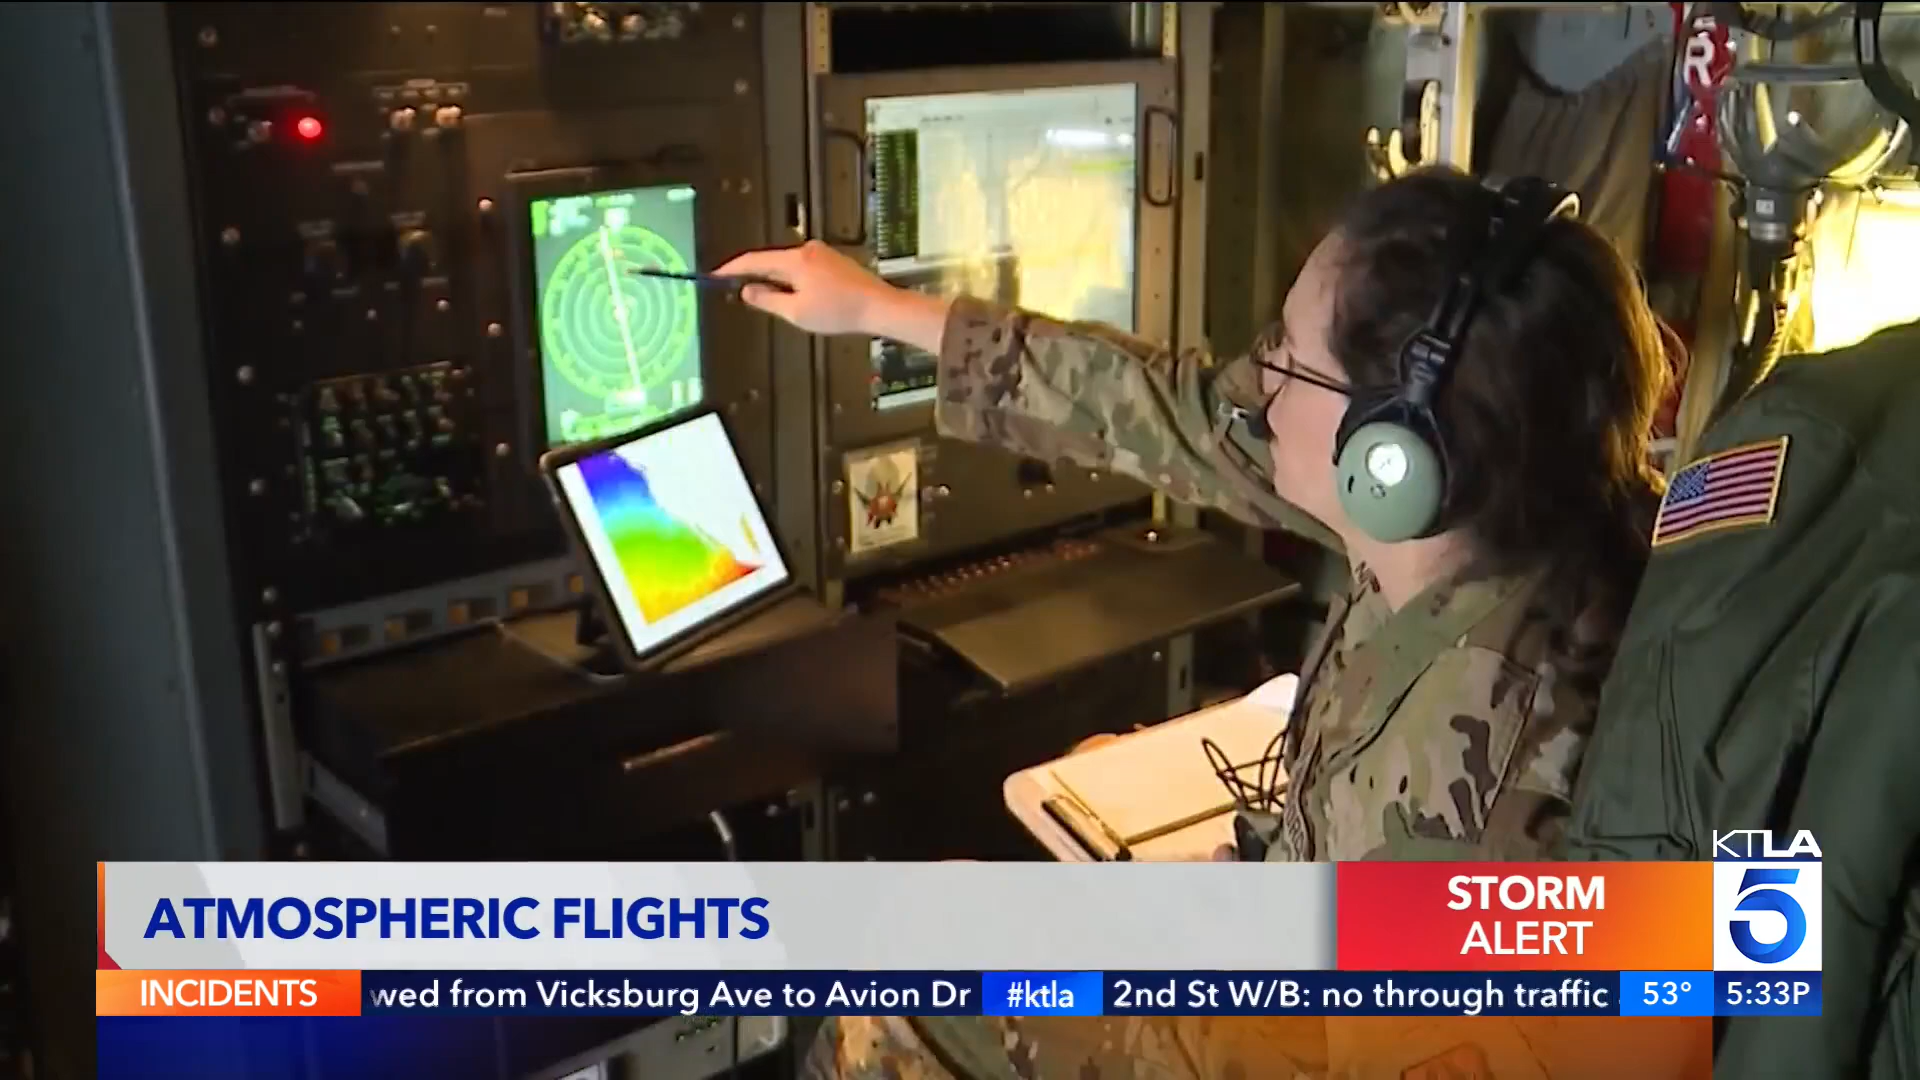 R
ATMOSPHERIC FLIGHTS
STORM
ALERT
KTLA
5
INCIDENTS
wed from Vicksburg Ave to Avion Dr
#ktla
2nd St W/B: no through traffic
53°
5:33P